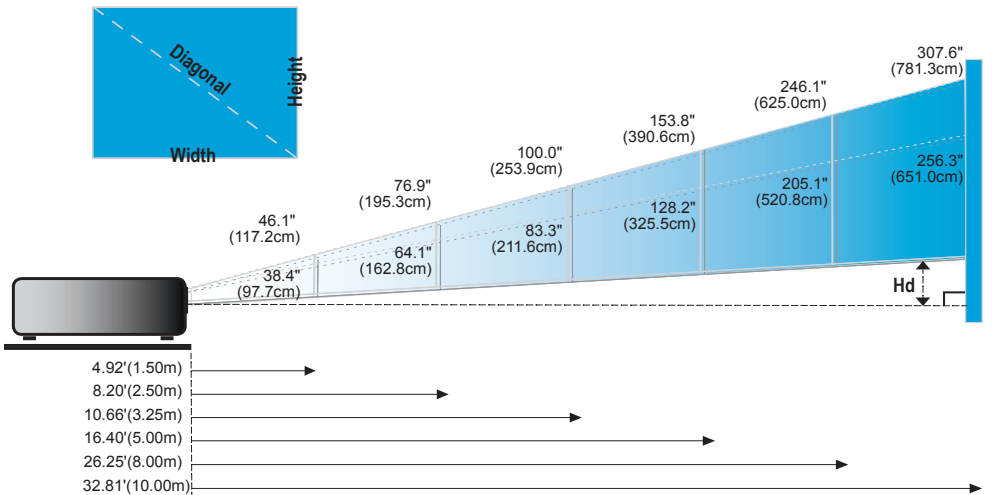 Diagonal
Height
Width
307.6"
(781.3cm)
246.1"
(625.0cm)
153.8"
(390.6cm)
100.0"
(253.9cm)
76.9"
(195.3cm)
46.1"
(117.2cm)
256.3"
(651.0cm)
205.1"
(520.8cm)
128.2"
(325.5cm)
83.3"
(211.6cm)
64.1"
(162.8cm)
38.4"
(97.7cm)
Hd
4.92'(1.50m)
8.20'(2.50m)
10.66'(3.25m)
16.40'(5.00m)
26.25'(8.00m)
32.81'(10.00m)